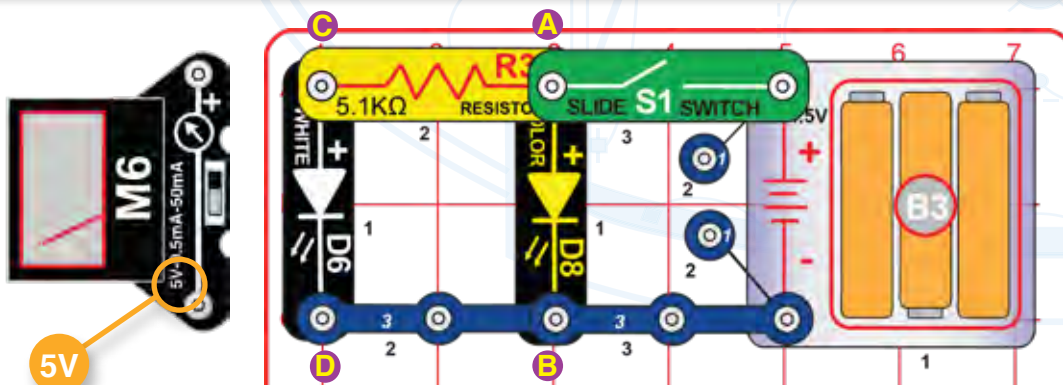 C
A
1
2
3
4
5
6
7
R3
5.1KΩ
RESISTO
SLIDE S1 SWITCH
.5V
WHITE
+
D6
OLOR
+
D8
2
3
1
2
1
1
1
2
+
-
B3
3
3
2
3
1
D
B
M6
+
5V